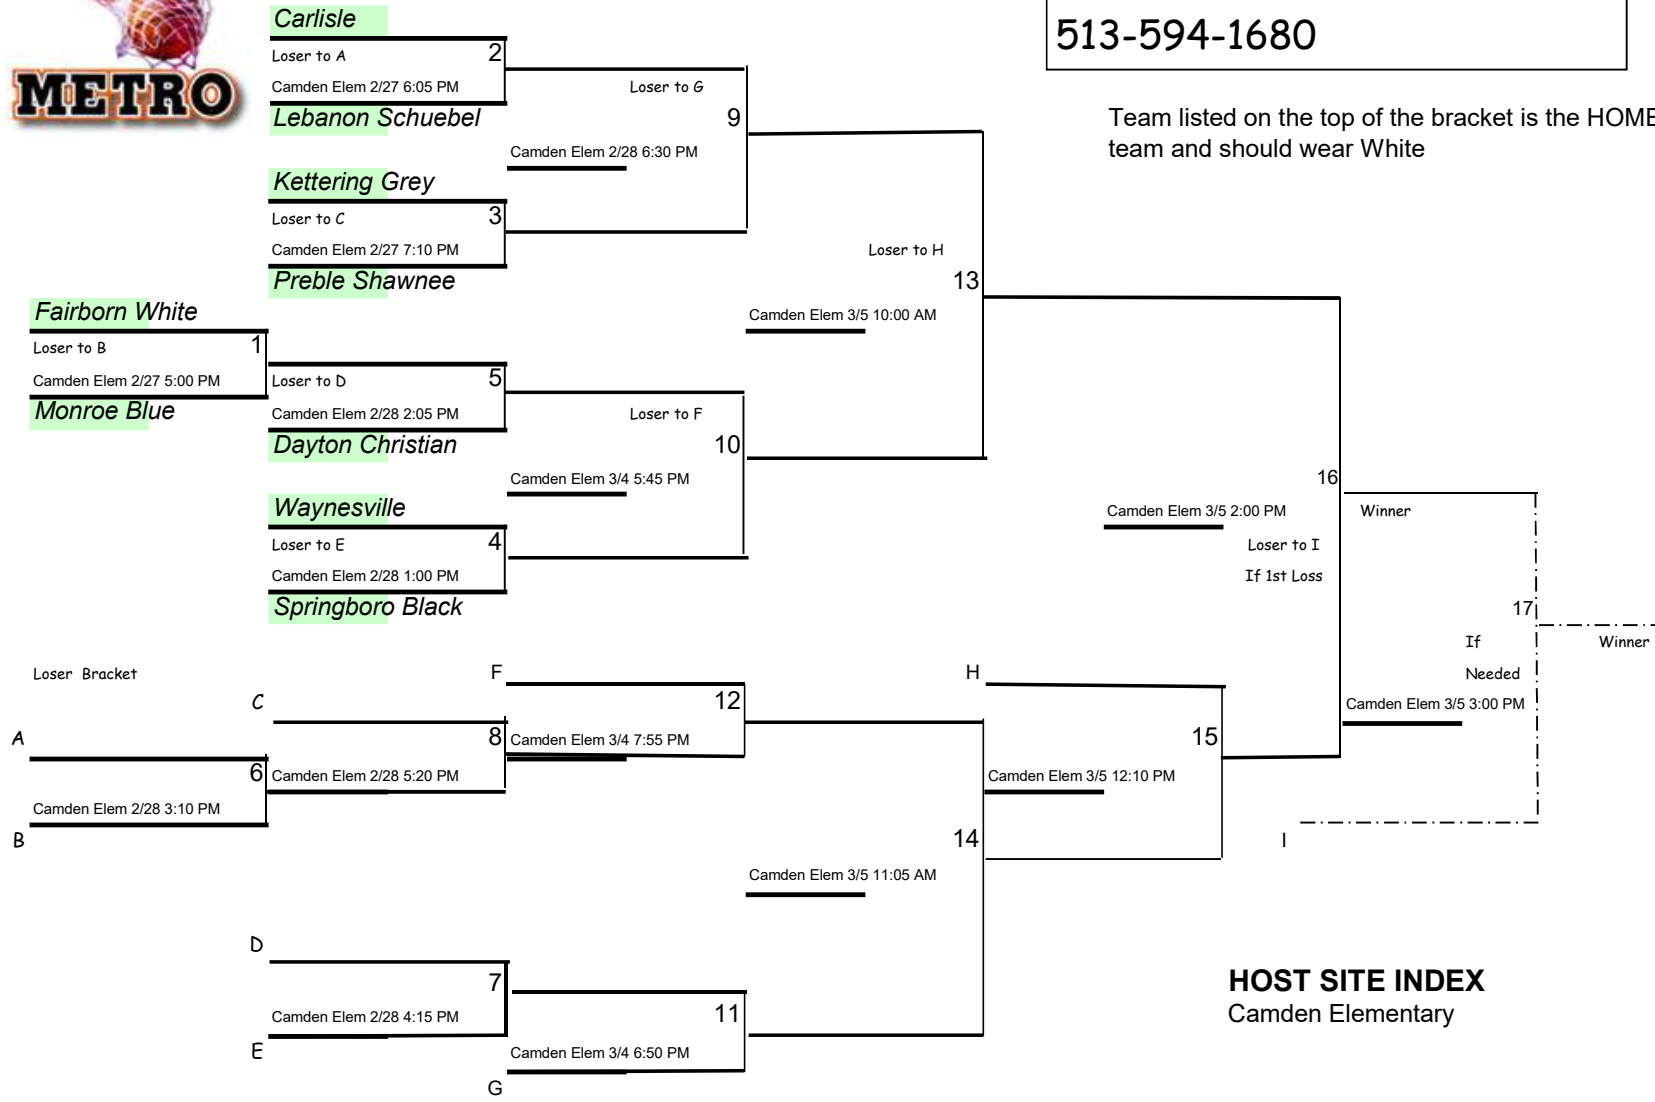 METRO
513-594-1680
Team listed on the top of the bracket is the HOME
team and should wear White
Carlisle
Loser to A
2
Camden Elem 2/27 6:05 PM
Lebanon Schuebel
Loser to G
9
Camden Elem 2/28 6:30 PM
Kettering Grey
Loser to C
3
Camden Elem 2/27 7:10 PM
Preble Shawnee
Loser to H
13
Camden Elem 3/5 10:00 AM
Fairborn White
Loser to B
1
Camden Elem 2/27 5:00 PM
Monroe Blue
Loser to D
5
Camden Elem 2/28 2:05 PM
Dayton Christian
Loser to F
10
Camden Elem 3/4 5:45 PM
Waynesville
Loser to E
4
Camden Elem 2/28 1:00 PM
Springboro Black
16
Camden Elem 3/5 2:00 PM
Loser to I
If 1st Loss
Winner
17
If
Needed
Winner
Camden Elem 3/5 3:00 PM
Loser Bracket
F
H
C
12
A
8
Camden Elem 3/4 7:55 PM
15
6
Camden Elem 2/28 5:20 PM
Camden Elem 3/5 12:10 PM
Camden Elem 2/28 3:10 PM
B
14
I
Camden Elem 3/5 11:05 AM
D
7
Camden Elem 2/28 4:15 PM
11
E
Camden Elem 3/4 6:50 PM
G
HOST SITE INDEX
Camden Elementary